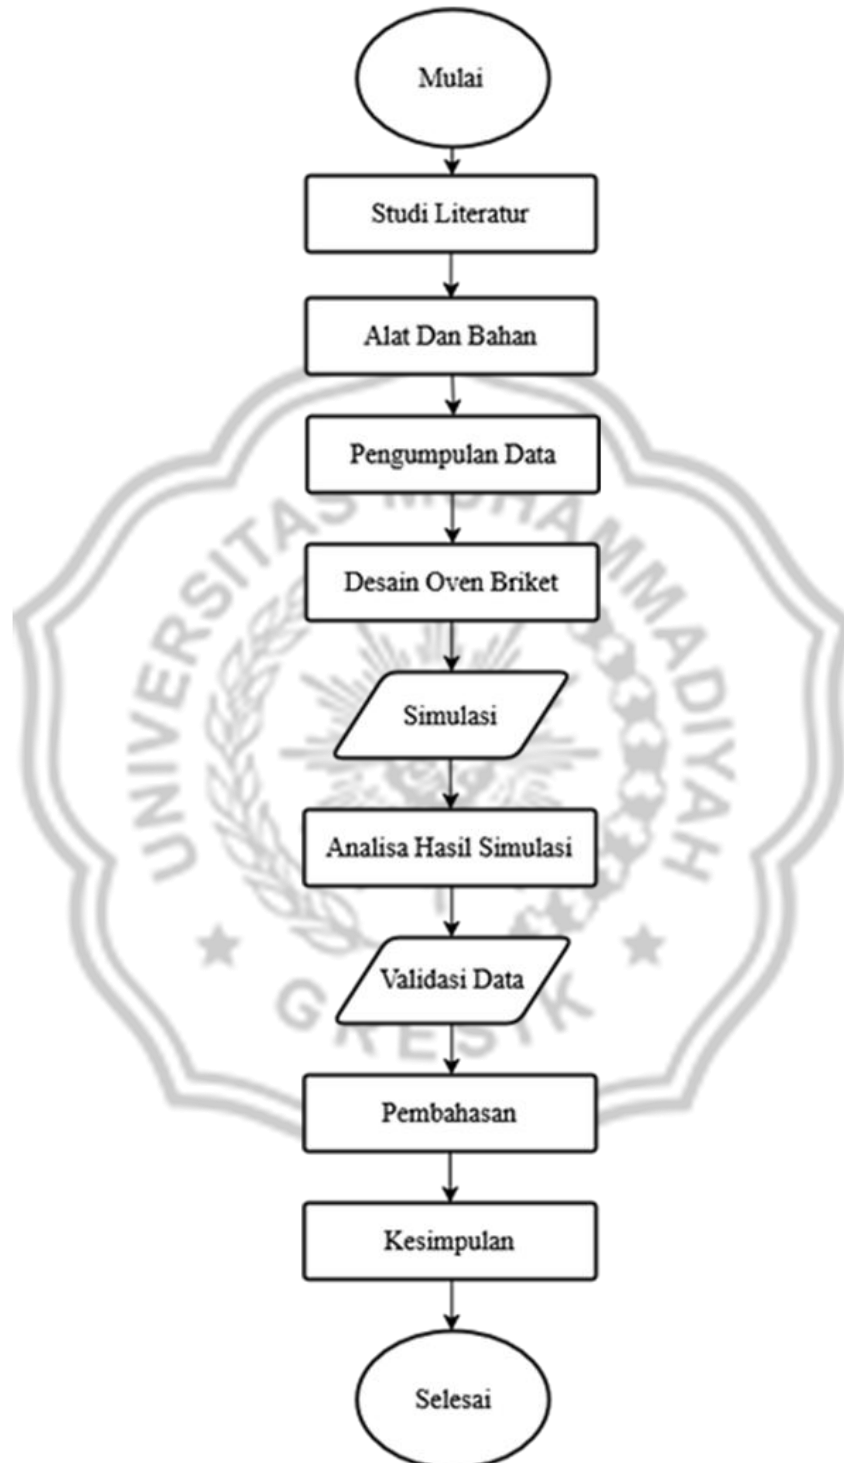 Mulai
Studi Literatur
Alat Dan Bahan
Pengumpulan Data
UNIVERSITAS MUHAMMADIYAH
Desain Oven Briket
Simulasi
Analisa Hasil Simulasi
Validasi Data
GRESIK
Pembahasan
Kesimpulan
Selesai